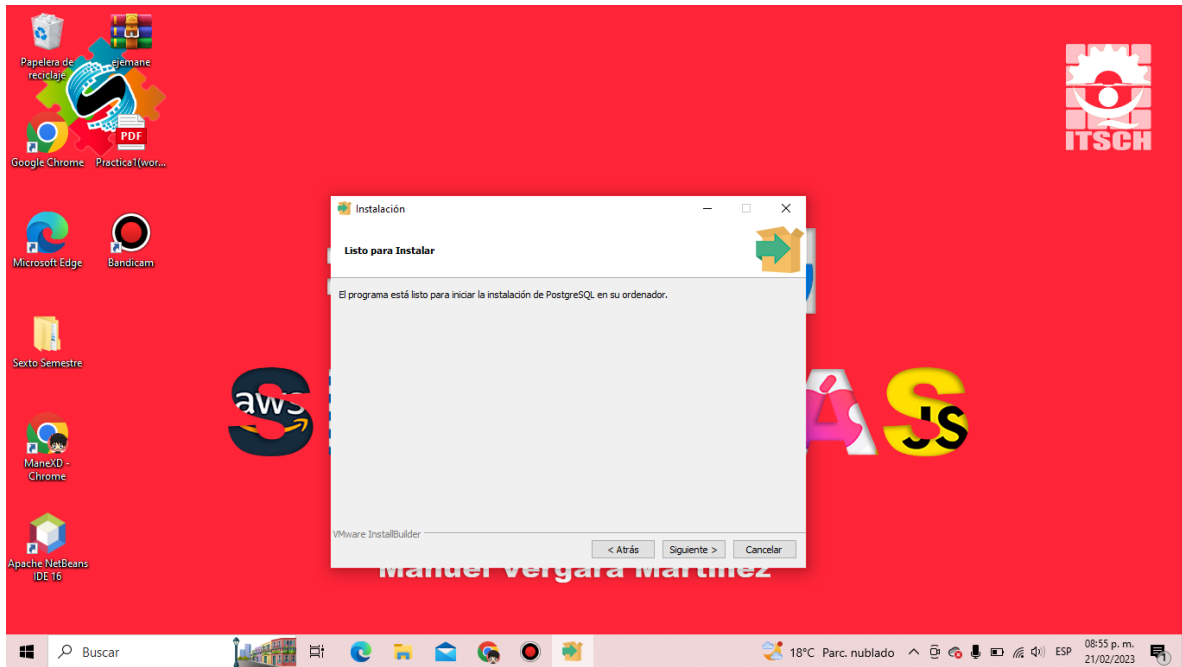 Papelera de
reciclaje
ejemane
Google Chrome
PDF
Practica1(wor...
Microsoft Edge
Bandicam
Sexto Semestre
ManeXD -
Chrome
Apache NetBeans
IDE 16
ITSCH
Instalación
Listo para Instalar
El programa está listo para iniciar la instalación de PostgreSQL en su ordenador.
VMware InstallBuilder
< Atrás
Siguiente >
Cancelar
aws
S
ÁS
JS
Manuel Vergara Martínez
Buscar
18°C Parc. nublado
ESP
08:55 p. m.
21/02/2023
1